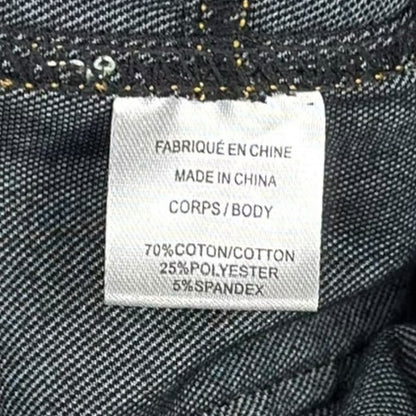 FABRIQUÉ EN CHINE
MADE IN CHINA
CORPS / BODY
70%COTON/COTTON
25%POLYESTER
5%SPANDEX